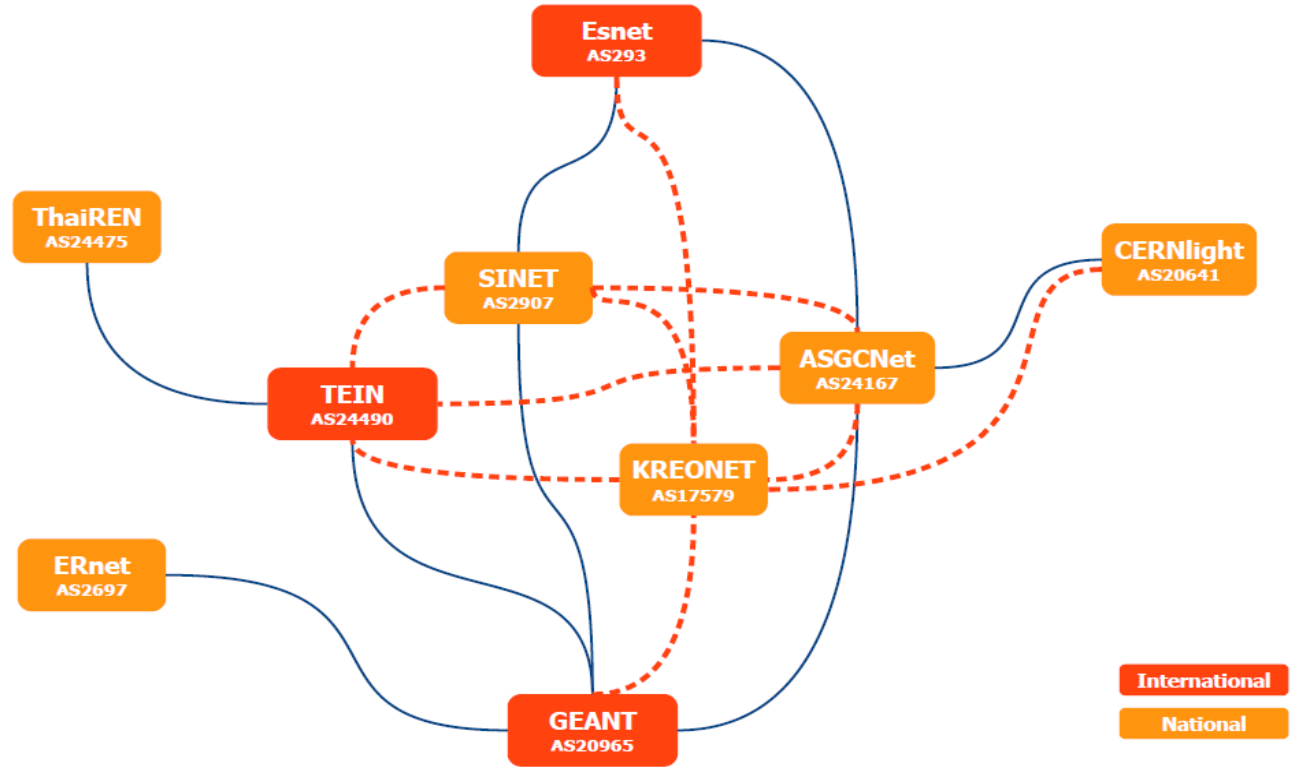 Esnet
AS293
ThaiREN
AS24475
CERNlight
AS20641
SINET
AS2907
ASGCNet
AS24167
TEIN
AS24490
KREONET
AS17579
ERnet
AS2697
GEANT
AS20965
International
National